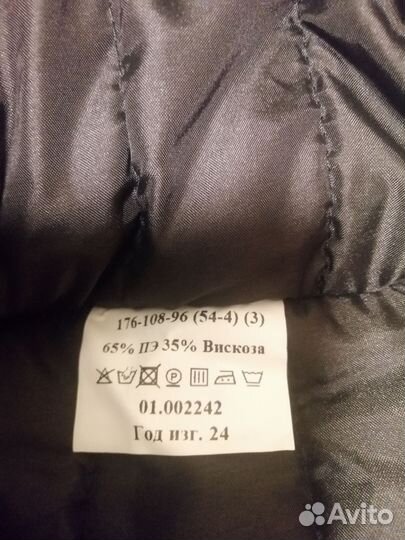 176-108-96 (54-4) (3)
65% ПЭ 35% Вискоза
01.002242
Год изг. 24
Avito